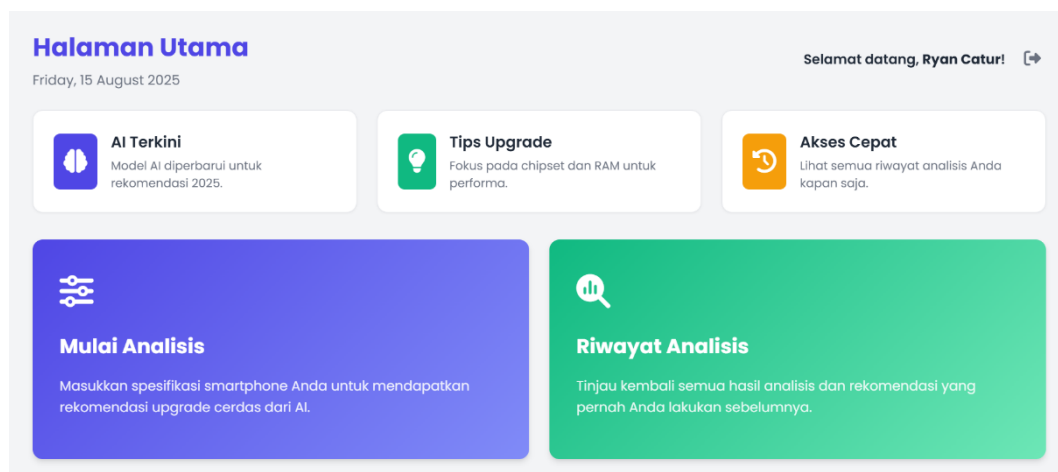 Halaman Utama
Friday, 15 August 2025
Selamat datang, Ryan Catur!
AI Terkini
Model AI diperbarui untuk
rekomendasi 2025.
Tips Upgrade
Fokus pada chipset dan RAM untuk
performa.
Akses Cepat
Lihat semua riwayat analisis Anda
kapan saja.
Mulai Analisis
Masukkan spesifikasi smartphone Anda untuk mendapatkan
rekomendasi upgrade cerdas dari AI.
Riwayat Analisis
Tinjau kembali semua hasil analisis dan rekomendasi yang
pernah Anda lakukan sebelumnya.